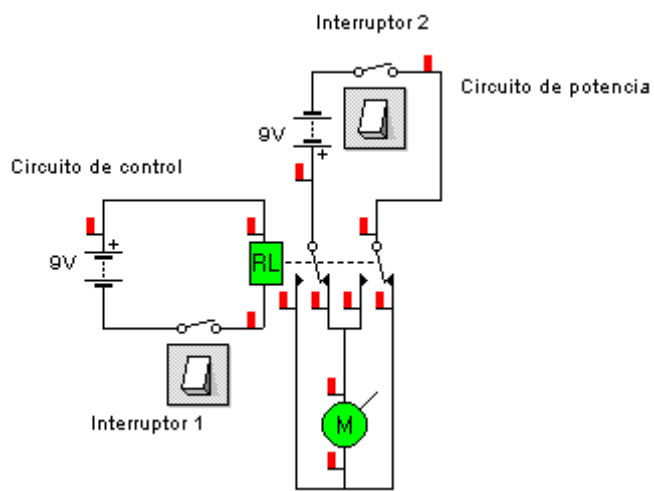 Interruptor 2
Circuito de potencia
9V
+
Circuito de control
+
9V
RL
Interruptor 1
M